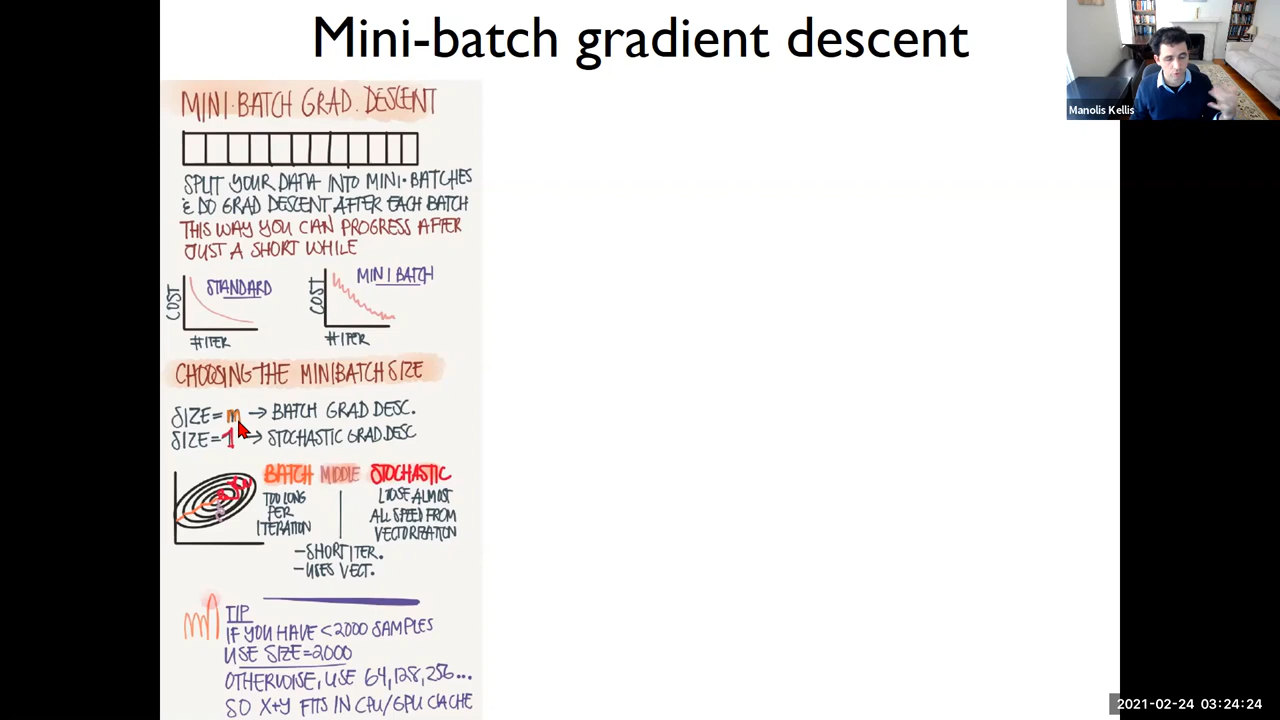 Mini-batch gradient descent
Manolis Kellis
MINI-BATCH GRAD. DESCENT
SPLIT YOUR DATA INTO MINI-BATCHES
& DO GRAD DESCENT AFTER EACH BATCH
THIS WAY YOU CAN PROGRESS AFTER
JUST A SHORT WHILE
COST
STANDARD
#ITER
COST
MINI BATCH
#ITER
CHOOSING THE MINIBATCH SIZE
SIZE=m → BATCH GRAD DESC.
SIZE=1 → STOCHASTIC GRAD DESC
BATCH
TOO LONG
PER
ITERATION
MIDDLE
-SHORT ITER.
-USES VECT.
STOCHASTIC
LOOSE ALMOST
ALL SPEED FROM
VECTORIZATION
TIP
IF YOU HAVE <2000 SAMPLES
USE SIZE=2000
OTHERWISE, USE 64,128,256...
SO X+Y FITS IN CPU/GPU CACHE
2021-02-24 03:24:24